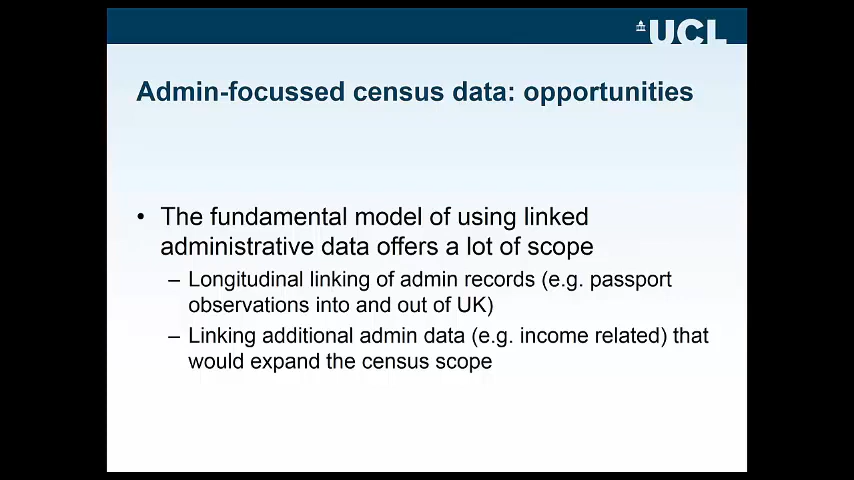 UCL
Admin-focussed census data: opportunities
• The fundamental model of using linked
administrative data offers a lot of scope
– Longitudinal linking of admin records (e.g. passport
observations into and out of UK)
– Linking additional admin data (e.g. income related) that
would expand the census scope